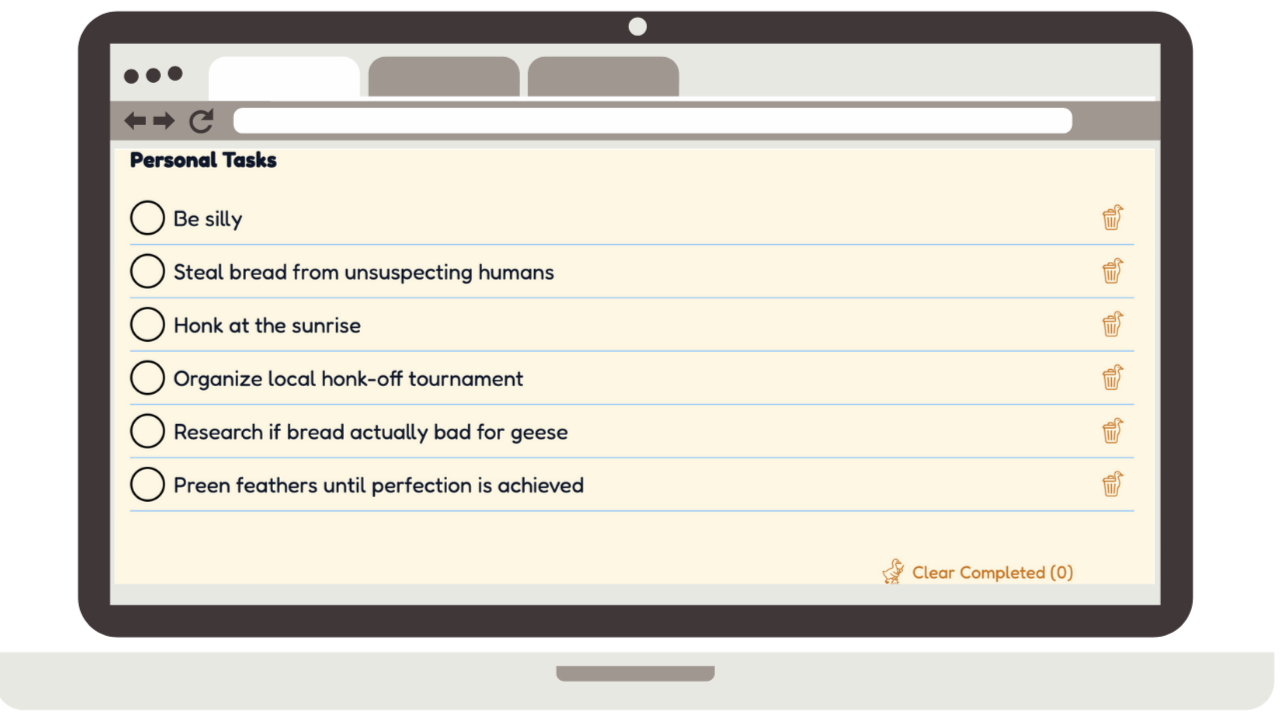 Personal Tasks
Be silly
Steal bread from unsuspecting humans
Honk at the sunrise
Organize local honk-off tournament
Research if bread actually bad for geese
Preen feathers until perfection is achieved
Clear Completed (0)